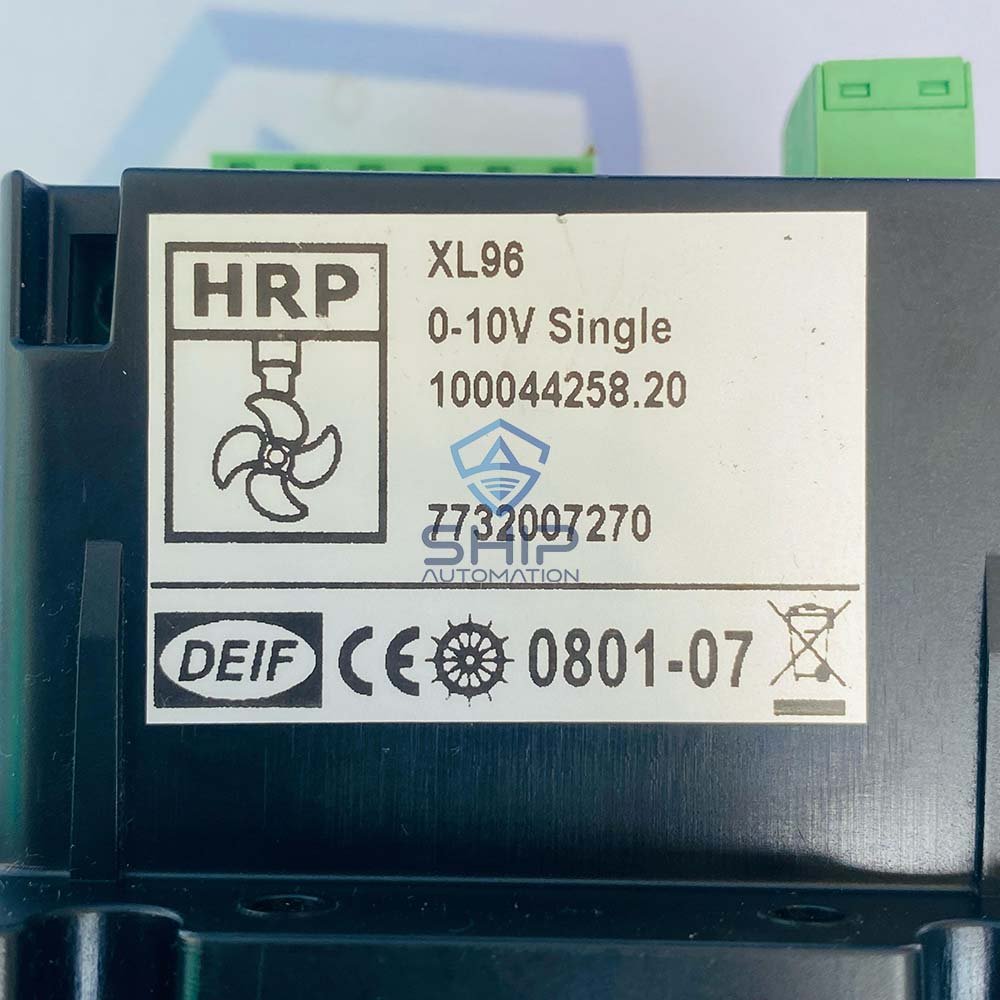 HRP
XL96
0-10V Single
100044258.20
7732007270
SHIP
AUTOMATION
DEIF CE 0801-07